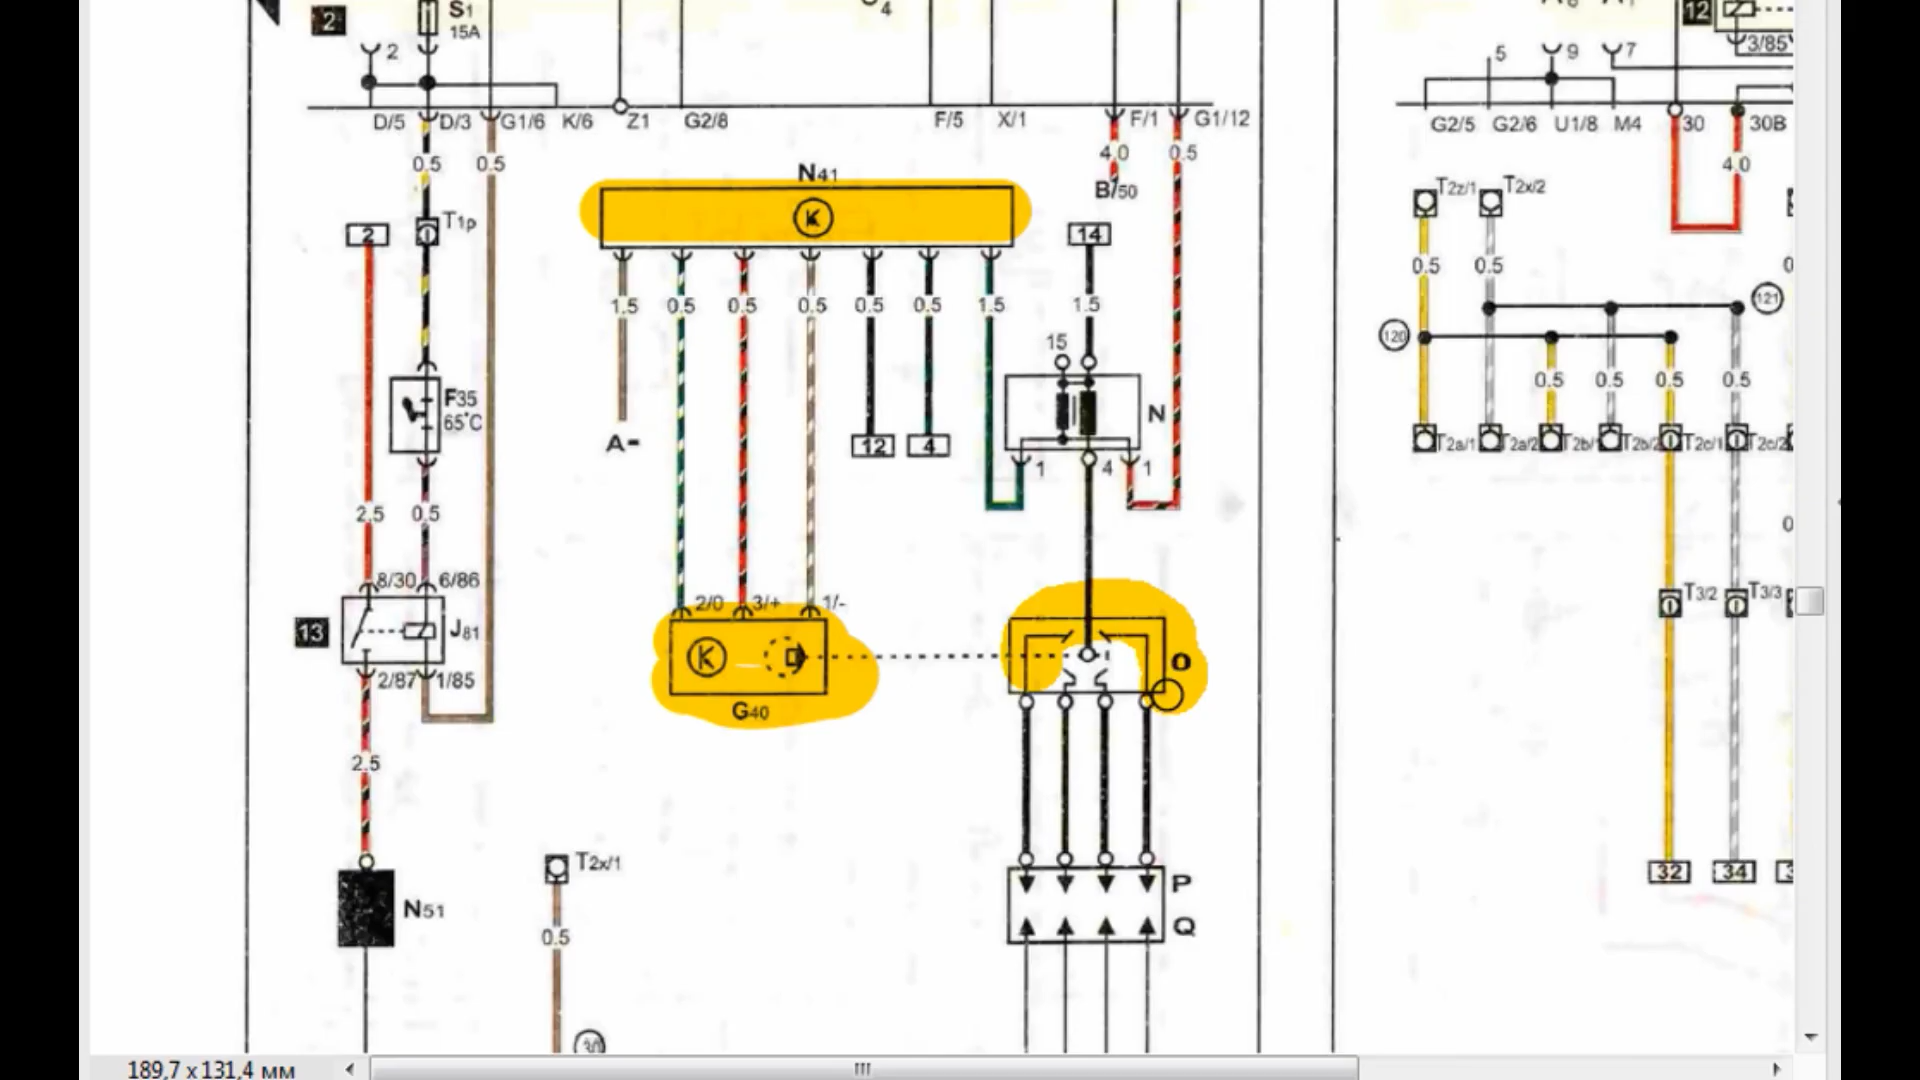 S1
15A
4
2
2
D/5 D/3 G1/6 K/6 Z1 G2/8 F/5 X/1 F/1 G1/12
0.5 0.5 4.0 0.5
B/50
N41
K
2
T1p
14
1.5 0.5 0.5 0.5 0.5 0.5 1.5 1.5
15
F35
65°C
N
A-
12
4
1 4 1
2.5 0.5
8/30 6/86
13
J81
2/87 1/85
2/0 3/+ 1/-
K
G40
O
2.5
T2x/1
P
Q
N51
0.5
30
12
3/85
5 9 7
G2/5 G2/6 U1/8 M4 30 30B
4.0
T2z/1 T2x/2
0.5 0.5
121
120
0.5 0.5 0.5 0.5
T2a/1 T2a/2 T2b/1 T2b/2 T2c/1 T2c/2
T3/2 T3/3
32 34
189,7 x 131,4 мм